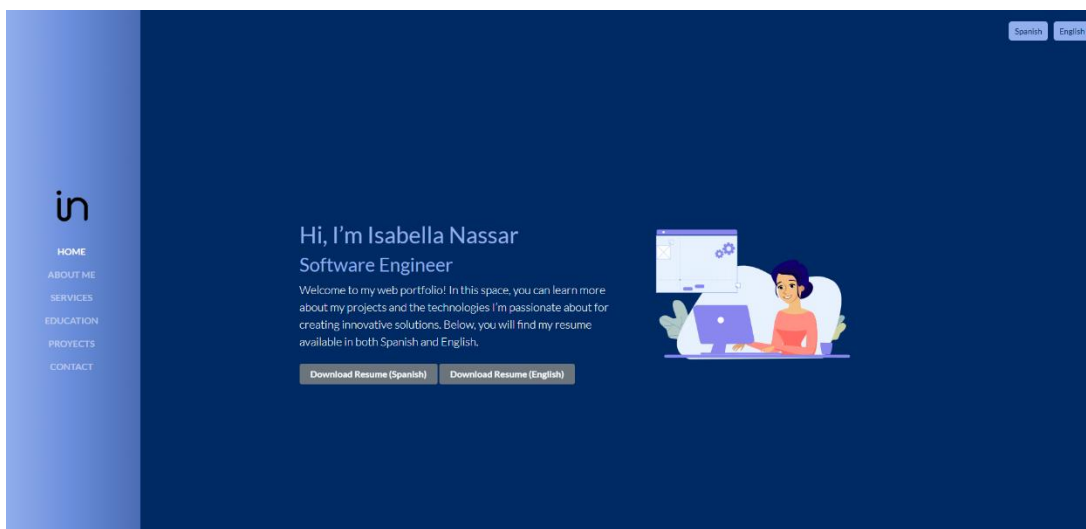 Spanish English
in
HOME
ABOUT ME
SERVICES
EDUCATION
PROYECTS
CONTACT
Hi, I'm Isabella Nassar
Software Engineer
Welcome to my web portfolio! In this space, you can learn more
about my projects and the technologies I'm passionate about for
creating innovative solutions. Below, you will find my resume
available in both Spanish and English.
Download Resume (Spanish) Download Resume (English)